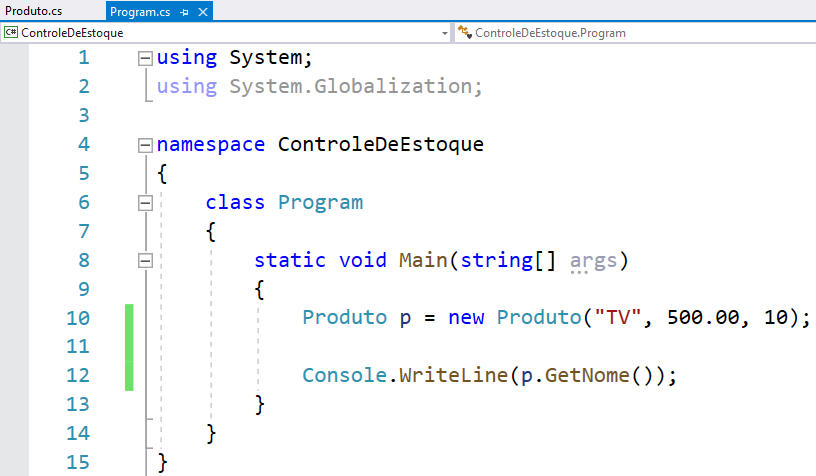 Produto.cs Program.cs
C# ControleDeEstoque ControleDeEstoque.Program
1 using System;
2 using System.Globalization;
3
4 namespace ControleDeEstoque
5 {
6 class Program
7 {
8 static void Main(string[] args)
9 {
10 Produto p = new Produto("TV", 500.00, 10);
11
12 Console.WriteLine(p.GetNome());
13 }
14 }
15 }